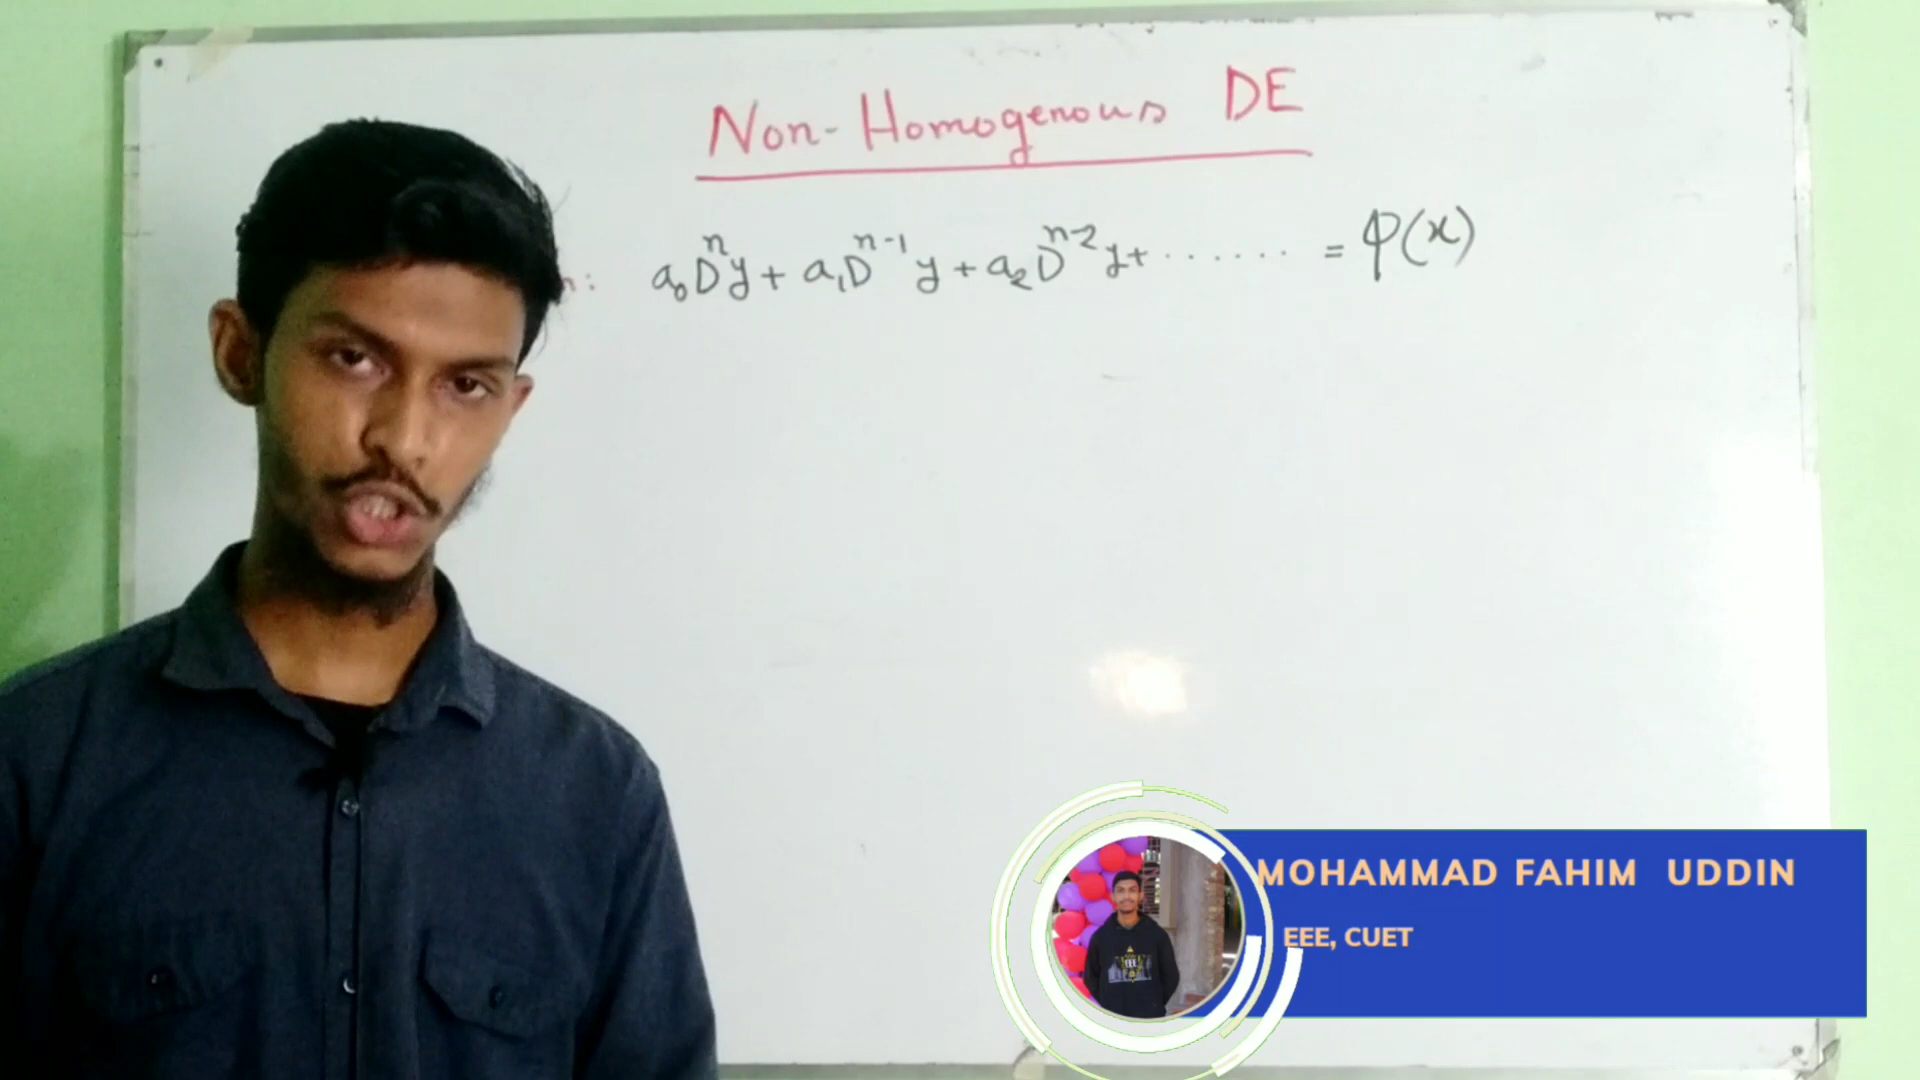 Non-Homogenous DE
a₀Dⁿy + a₁Dⁿ⁻¹y + a₂Dⁿ⁻²y + ....... = φ(x)
MOHAMMAD FAHIM UDDIN
EEE, CUET